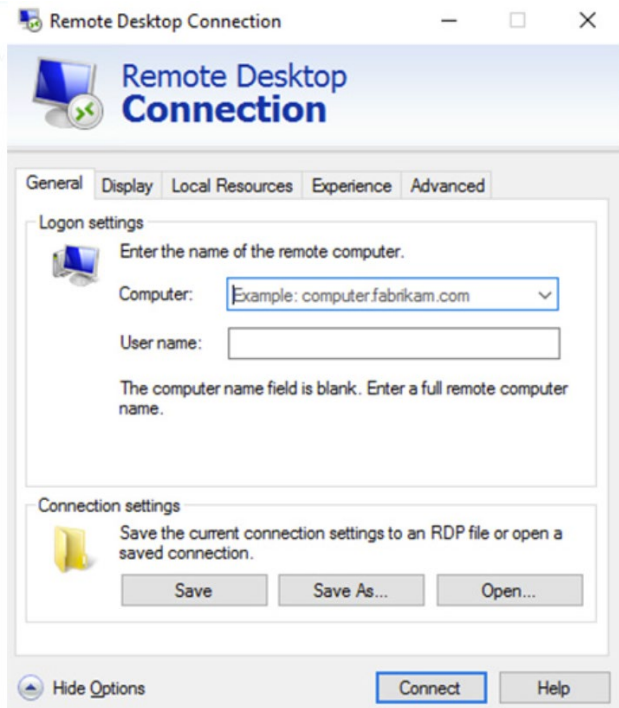 Remote Desktop Connection
Remote Desktop
Connection
General Display Local Resources Experience Advanced
Logon settings
Enter the name of the remote computer.
Computer: Example: computer.fabrikam.com
User name:
The computer name field is blank. Enter a full remote computer
name.
Connection settings
Save the current connection settings to an RDP file or open a
saved connection.
Save Save As... Open...
Hide Options Connect Help